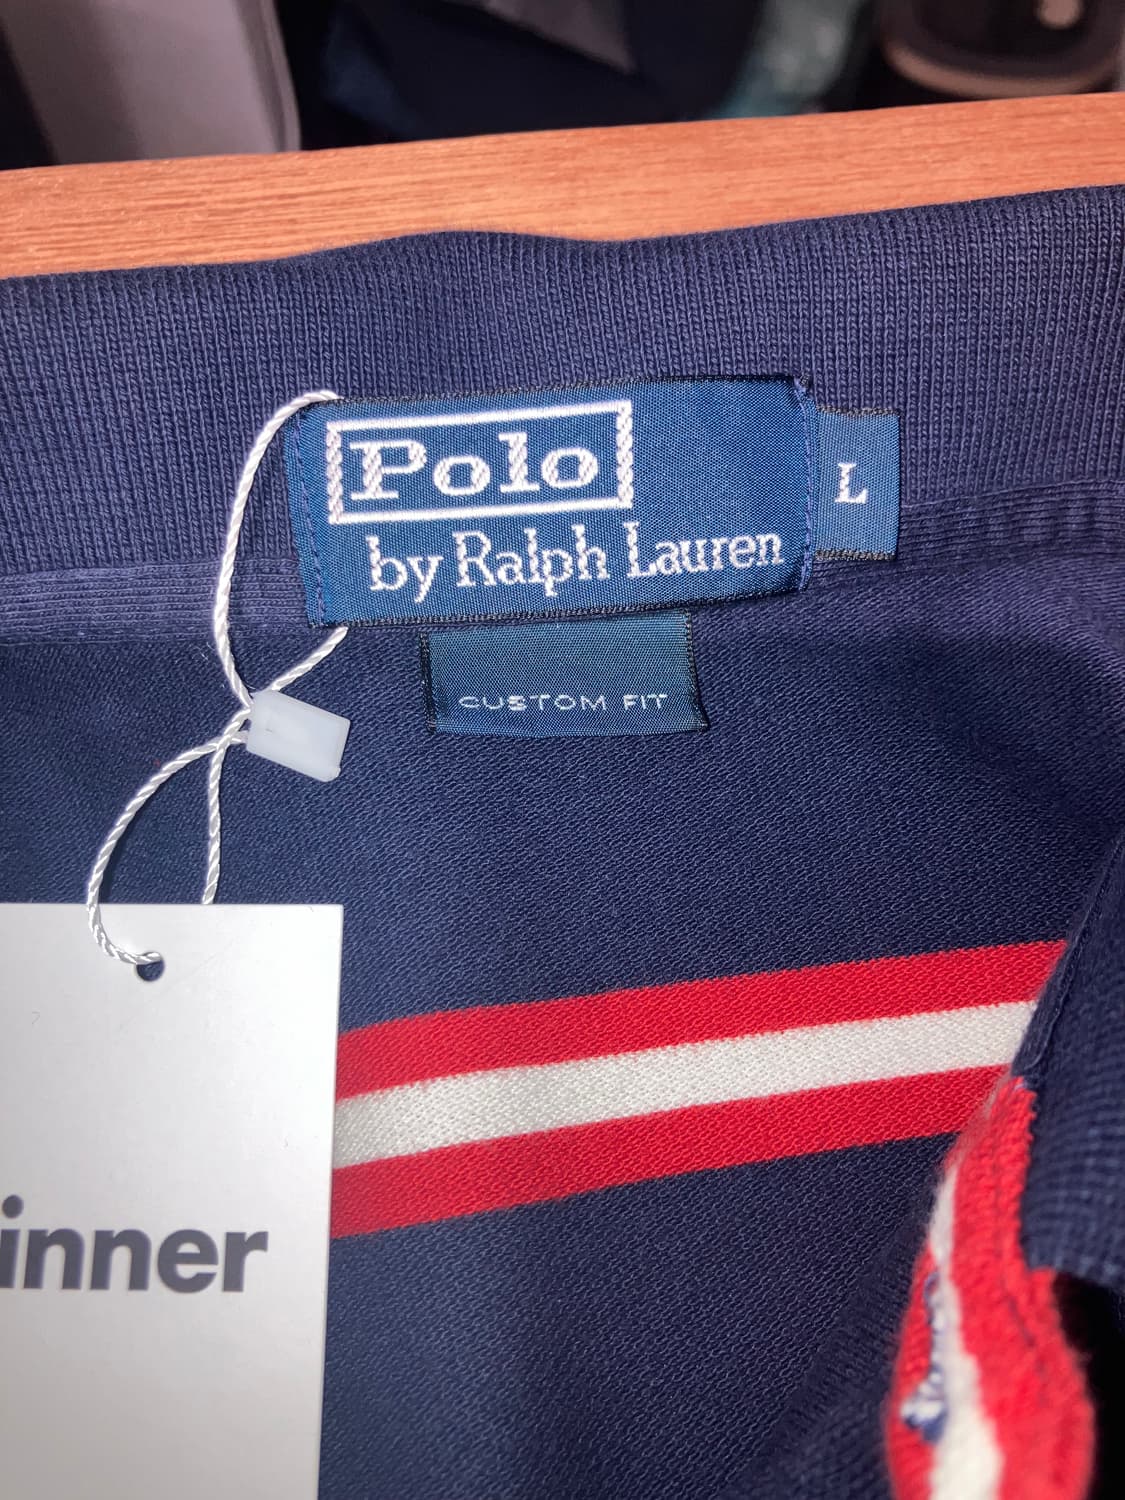 Polo
by Ralph Lauren
L
CUSTOM FIT
inner